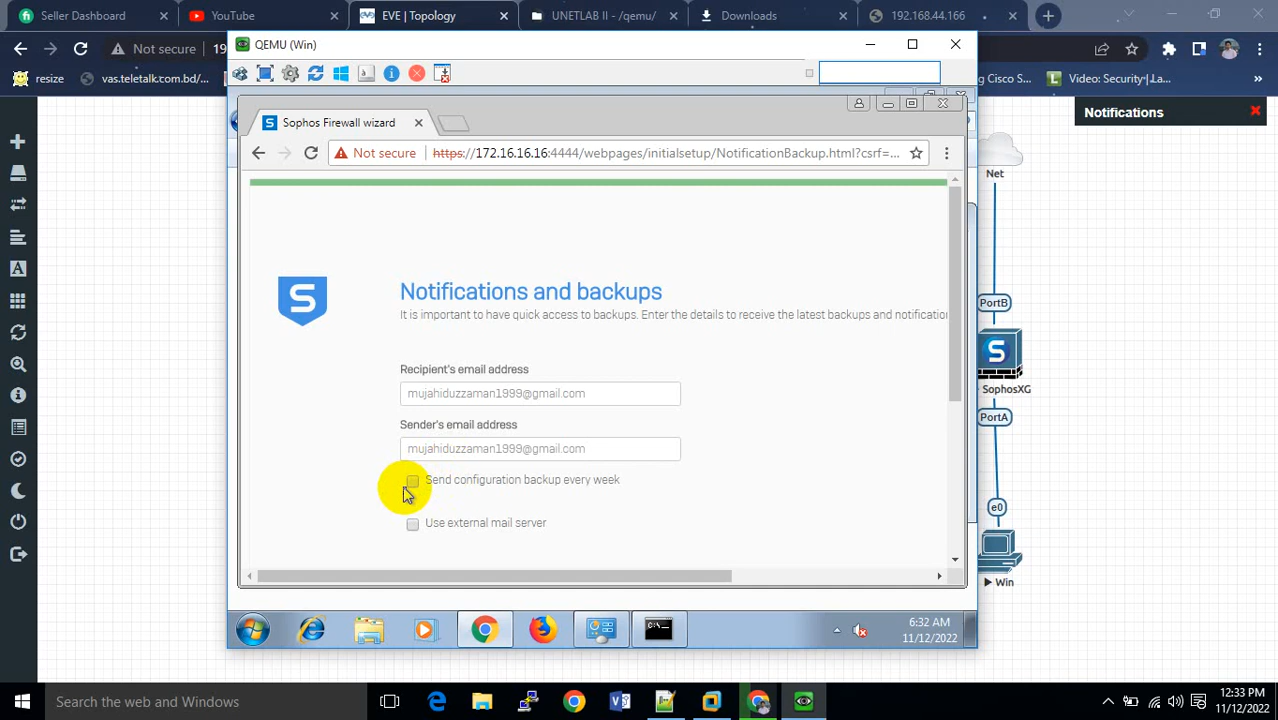 Seller Dashboard
YouTube
EVE | Topology
UNETLAB II - /qemu/
Downloads
192.168.44.166
Not secure
19
resize
vas.teletalk.com.bd/...
ng Cisco S...
Video: Security| La...
QEMU (Win)
Notifications
Sophos Firewall wizard
Not secure
https://172.16.16.16:4444/webpages/initialsetup/NotificationBackup.html?csrf=...
Net
S
Notifications and backups
It is important to have quick access to backups. Enter the details to receive the latest backups and notificatio
Recipient's email address
mujahiduzzaman1999@gmail.com
Sender's email address
mujahiduzzaman1999@gmail.com
Send configuration backup every week
Use external mail server
PortB
S
SophosXG
PortA
e0
Win
6:32 AM
11/12/2022
Search the web and Windows
12:33 PM
11/12/2022